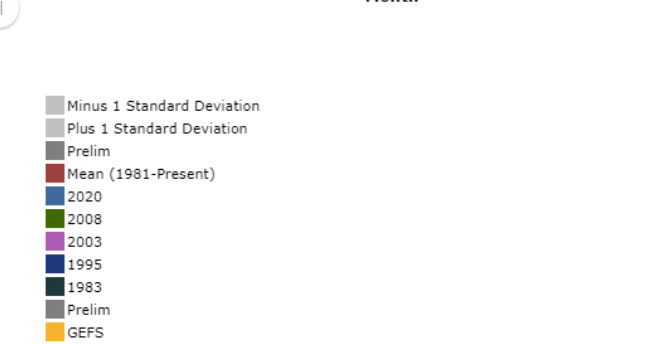 Minus 1 Standard Deviation
Plus 1 Standard Deviation
Prelim
Mean (1981-Present)
2020
2008
2003
1995
1983
Prelim
GEFS